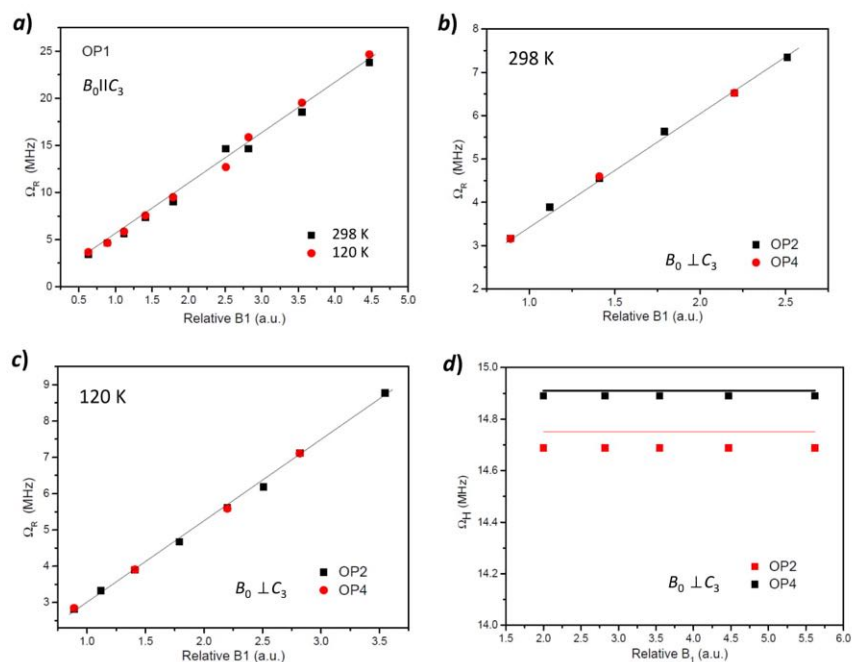 a)
OP1
B₀IIC₃
25
20
15
10
5
0
Ω_R (MHz)
298 K
120 K
0.5 1.0 1.5 2.0 2.5 3.0 3.5 4.0 4.5 5.0
Relative B1 (a.u.)
b)
298 K
8
7
6
5
4
3
2
Ω_R (MHz)
OP2
B₀ ⊥ C₃ OP4
1.0 1.5 2.0 2.5
Relative B1 (a.u.)
c)
120 K
9
8
7
6
5
4
3
Ω_R (MHz)
OP2
B₀ ⊥ C₃ OP4
1.0 1.5 2.0 2.5 3.0 3.5
Relative B1 (a.u.)
d)
15.0
14.8
14.6
14.4
14.2
14.0
Ω_H (MHz)
OP2
B₀ ⊥ C₃ OP4
1.5 2.0 2.5 3.0 3.5 4.0 4.5 5.0 5.5 6.0
Relative B₁ (a.u.)